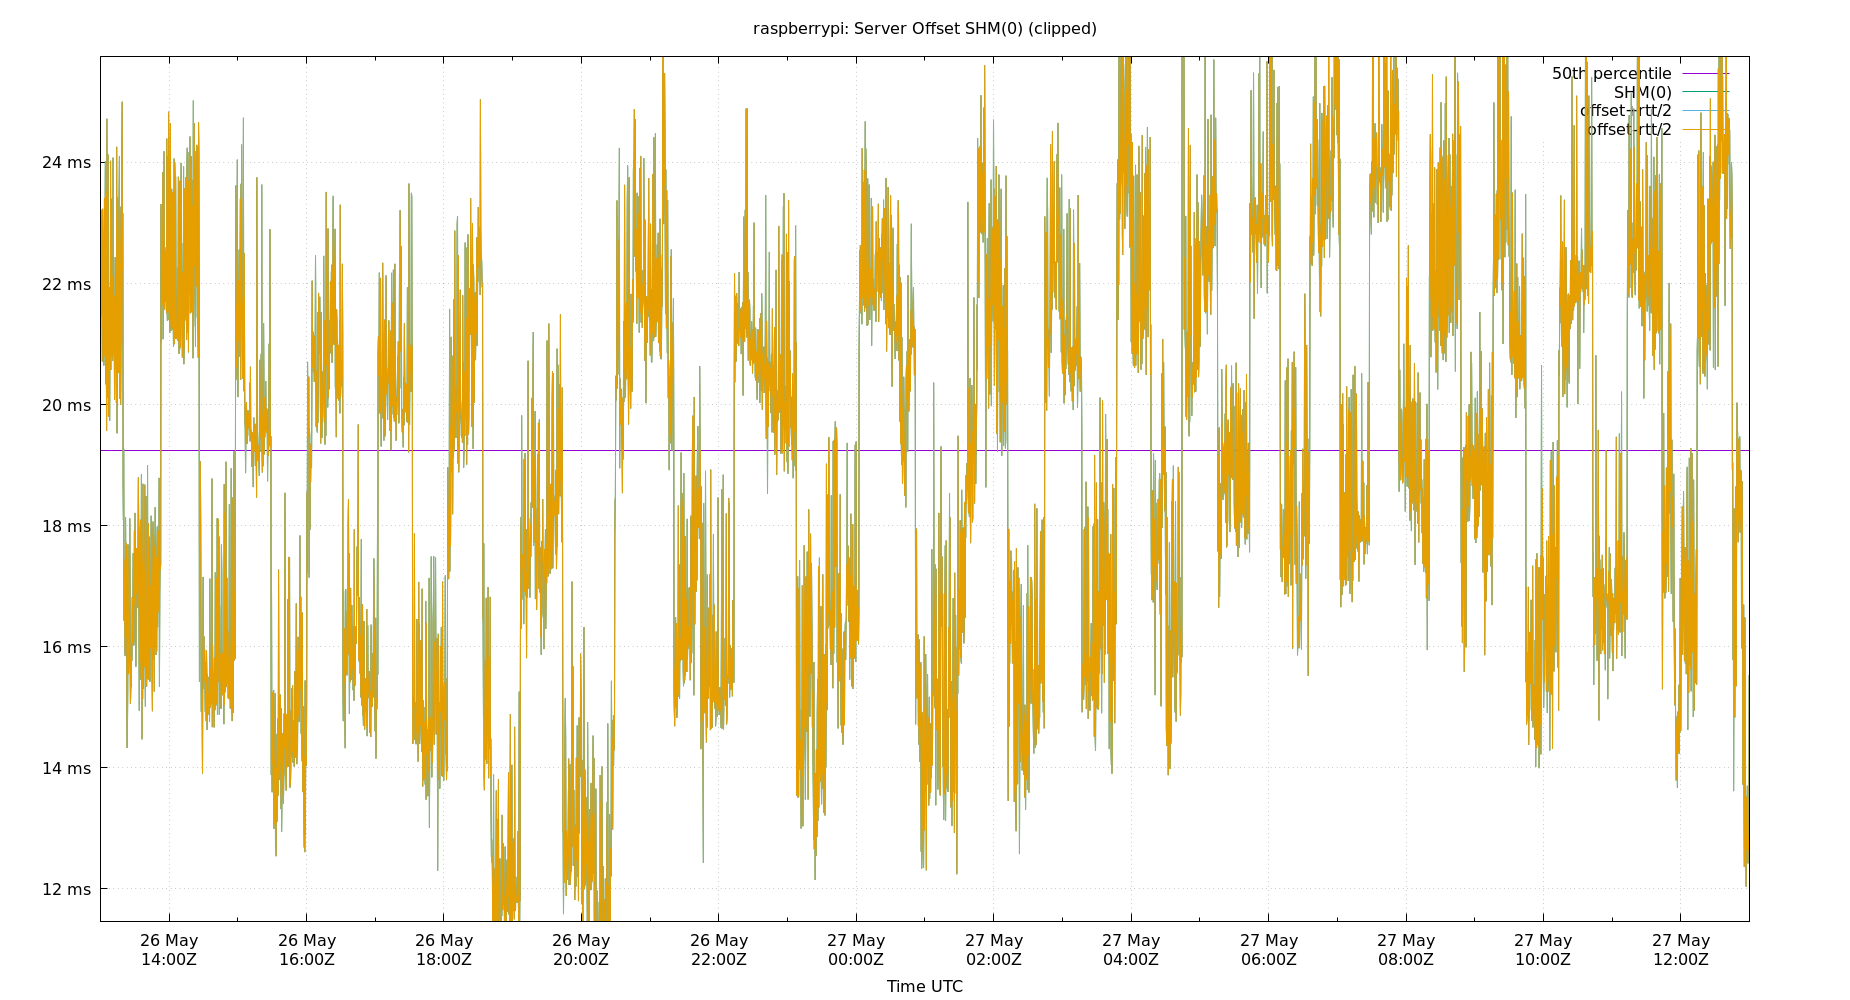 raspberrypi: Server Offset SHM(0) (clipped)
50th percentile
SHM(0)
offset+rtt/2
offset-rtt/2
24 ms
22 ms
20 ms
18 ms
16 ms
14 ms
12 ms
26 May 26 May 26 May 26 May 26 May 27 May 27 May 27 May 27 May 27 May 27 May 27 May
14:00Z 16:00Z 18:00Z 20:00Z 22:00Z 00:00Z 02:00Z 04:00Z 06:00Z 08:00Z 10:00Z 12:00Z
Time UTC